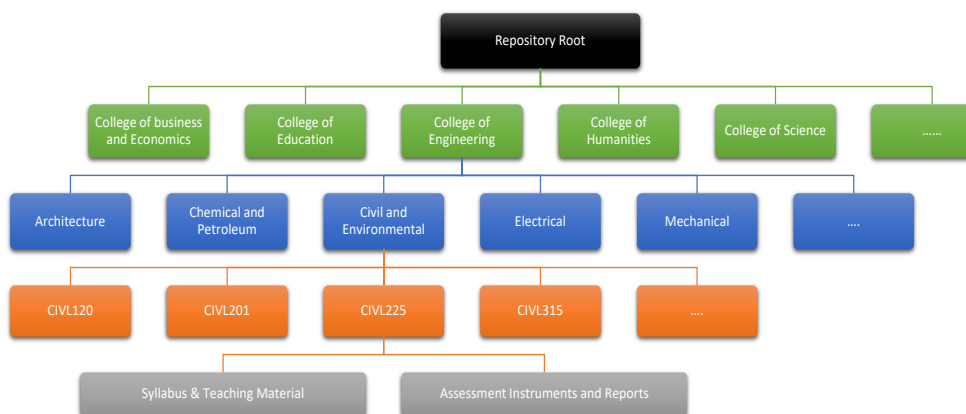 Repository Root
College of business
and Economics
College of
Education
College of
Engineering
College of
Humanities
College of Science
......
Architecture
Chemical and
Petroleum
Civil and
Environmental
Electrical
Mechanical
....
CIVL120
CIVL201
CIVL225
CIVL315
....
Syllabus & Teaching Material
Assessment Instruments and Reports